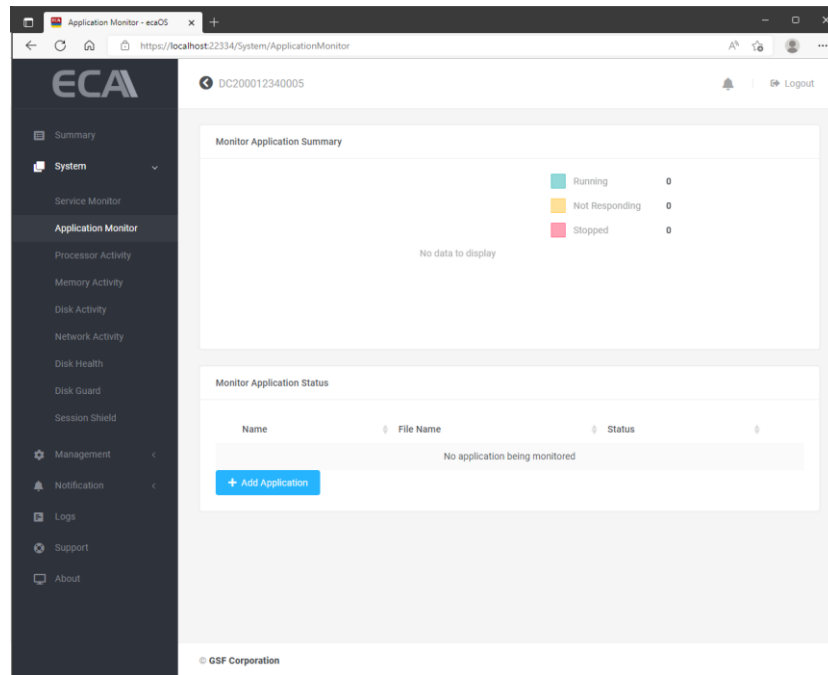 Application Monitor - ecaOS
https://localhost:22334/System/ApplicationMonitor
ECA
DC200012340005
Logout
Summary
System
Service Monitor
Application Monitor
Processor Activity
Memory Activity
Disk Activity
Network Activity
Disk Health
Disk Guard
Session Shield
Management
Notification
Logs
Support
About
Monitor Application Summary
Running 0
Not Responding 0
Stopped 0
No data to display
Monitor Application Status
Name File Name Status
No application being monitored
+ Add Application
© GSF Corporation